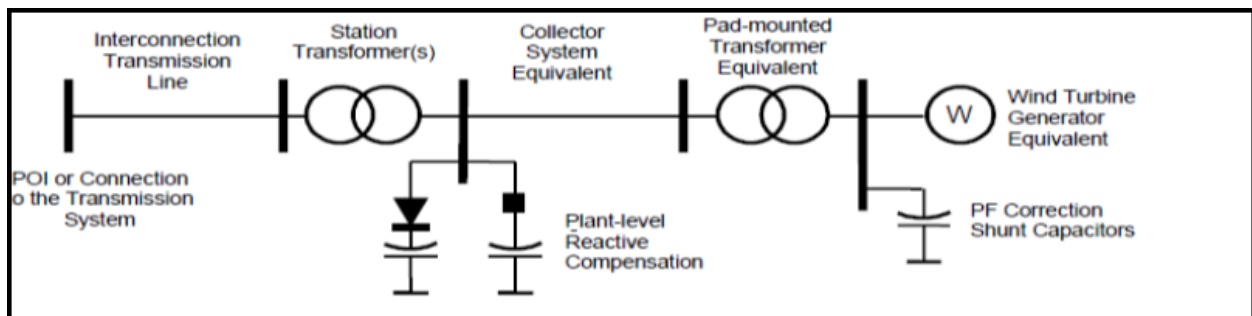 Interconnection
Transmission
Line
Station
Transformer(s)
Collector
System
Equivalent
Pad-mounted
Transformer
Equivalent
W
Wind Turbine
Generator
Equivalent
POI or Connection
o the Transmission
System
Plant-level
Reactive
Compensation
PF Correction
Shunt Capacitors